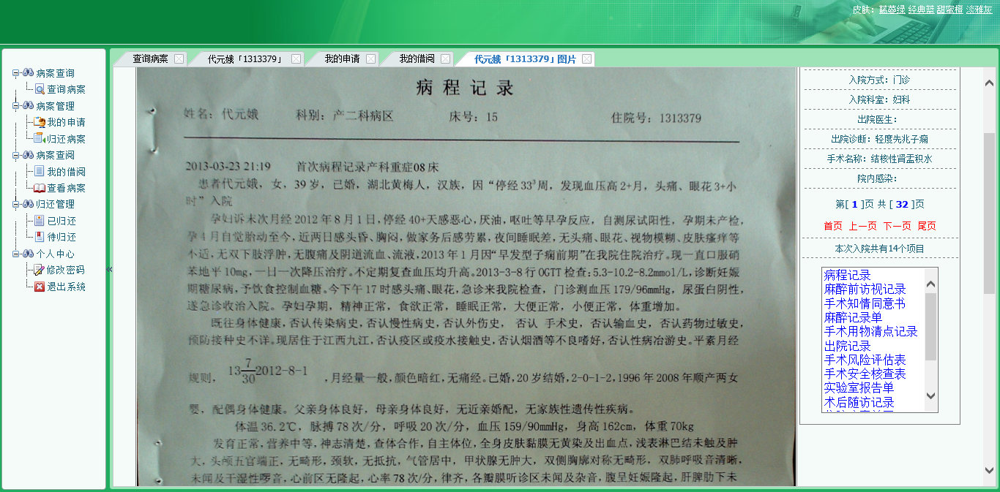 皮肤: 藤蔓绿 经典蓝 甜蜜橙 淡雅灰
查询病案
代元娥「1313379」
我的申请
我的借阅
代元娥「1313379」图片
病案查询
查询病案
病案管理
我的申请
归还病案
病案查阅
我的借阅
查看病案
归还管理
已归还
待归还
个人中心
修改密码
退出系统
«
病程记录
姓名：代元娥 科别：产二科病区 床号：15 住院号：1313379
2013-03-23 21:19 首次病程记录产科重症08床
患者代元娥，女，39岁，已婚，湖北黄梅人，汉族，因“停经33³周，发现血压高2+月，头痛、眼花3+小
时”入院
孕妇诉末次月经2012年8月1日，停经40+天感恶心，厌油，呕吐等早孕反应，自测尿试阳性，孕期未产检，
孕4月自觉胎动至今，近两日感头昏、胸闷，做家务后感劳累，夜间睡眠差，无头痛、眼花、视物模糊、皮肤瘙痒等
不适，无双下肢浮肿，无腹痛及阴道流血、流液，2013年1月因“早发型子痫前期”在我院住院治疗。现一直口服硝
苯地平10mg，一日一次降压治疗。不定期复查血压均升高。2013-3-8行OGTT检查：5.3-10.2-8.2mmol/L，诊断妊娠
期糖尿病，予饮食控制血糖。今下午17时感头痛、眼花，急诊来我院检查，门诊测血压179/96mmHg，尿蛋白阴性，
遂急诊收治入院。孕妇孕期，精神正常，食欲正常，睡眠正常，大便正常，小便正常，体重增加。
既往身体健康，否认传染病史，否认慢性病史，否认外伤史， 否认 手术史，否认输血史，否认药物过敏史，
预防接种史不详。现居住于江西九江，否认疫区或疫水接触史，否认烟酒等不良嗜好，否认性病冶游史。平素月经
规则， 13 7/30 2012-8-1 ，月经量一般，颜色暗红，无痛经。已婚，20岁结婚，2-0-1-2，1996年2008年顺产两女
婴，配偶身体健康。父亲身体良好，母亲身体良好，无近亲婚配，无家族性遗传性疾病。
体温36.2℃，脉搏78次/分，呼吸20次/分，血压159/90mmHg，身高162cm，体重70kg
发育正常，营养中等，神志清楚，查体合作，自主体位，全身皮肤黏膜无黄染及出血点，浅表淋巴结未触及肿
大，头颅五官端正，无畸形，颈软，无抵抗，气管居中，甲状腺无肿大，双侧胸廓对称无畸形，双肺呼吸音清晰，
未闻及干湿性啰音，心前区无隆起，心率78次/分，律齐，各瓣膜听诊区未闻及杂音，腹呈妊娠隆起，肝脾肋下未
入院方式: 门诊
入院科室: 妇科
出院医生:
出院诊断: 轻度先兆子痫
手术名称: 结核性肾盂积水
院内感染:
第[ 1 ]页 共 [ 32 ]页
首页 上一页 下一页 尾页
本次入院共有14个项目
病程记录
麻醉前访视记录
手术知情同意书
麻醉记录单
手术用物清点记录
出院记录
手术风险评估表
手术安全核查表
实验室报告单
术后随访记录